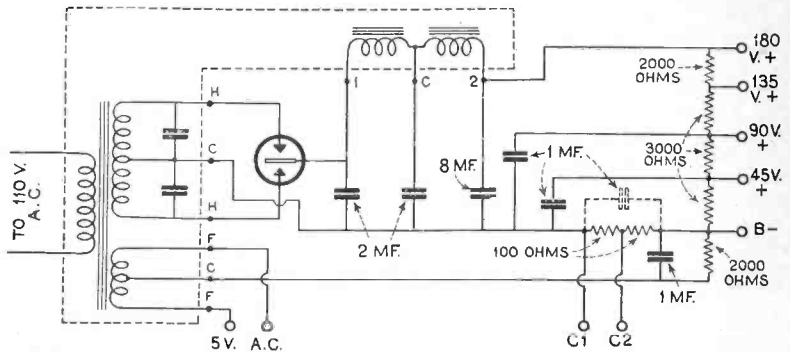 TO 110 V.
A.C.
H
C
H
F
C
F
5 V.
A.C.
1
C
2
2 MF.
8 MF.
1 MF.
100 OHMS
1 MF.
C1
C2
2000
OHMS
3000
OHMS
2000
OHMS
180
V. +
135
V. +
90V.
+
45V.
+
B-